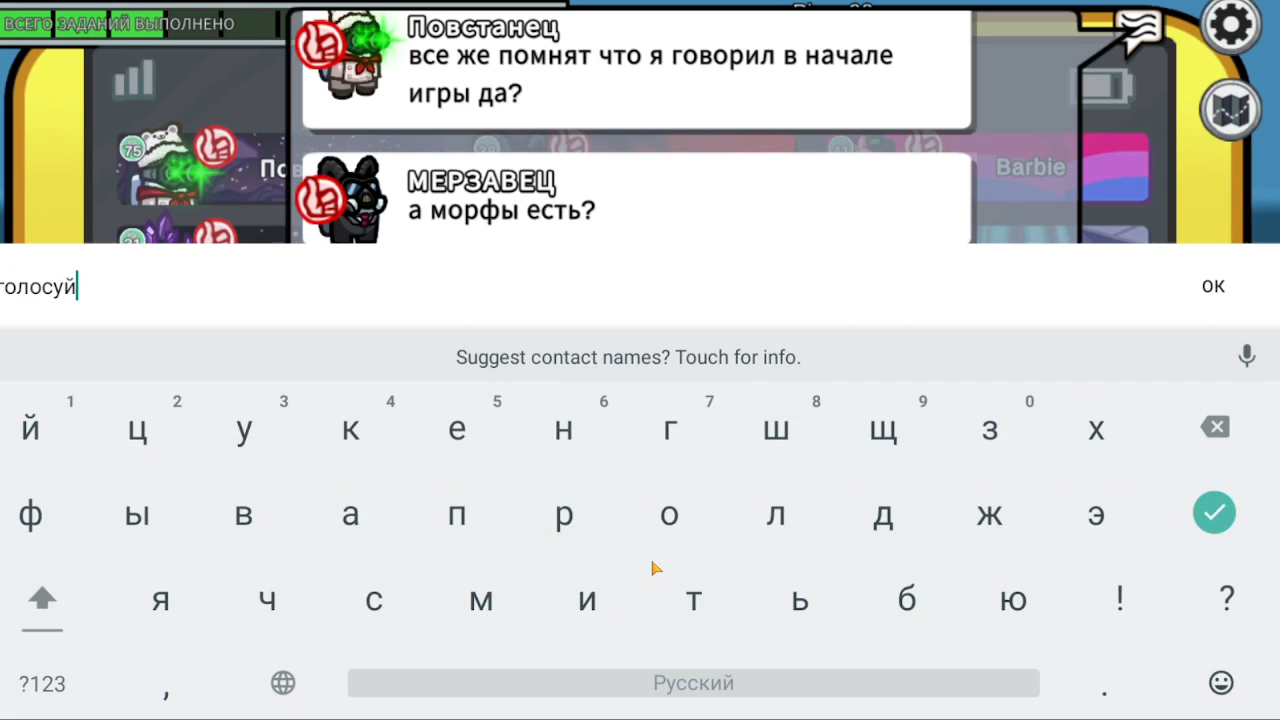 ВСЕГО ЗАДАНИЙ ВЫПОЛНЕНО
Повстанец
все же помнят что я говорил в начале
игры да?
75
По
Barbie
МЕРЗАВЕЦ
а морфы есть?
голосуй
ок
Suggest contact names? Touch for info.
1 2 3 4 5 6 7 8 9 0
й ц у к е н г ш щ з х
ф ы в а п р о л д ж э
я ч с м и т ь б ю ! ?
?123 , Русский .